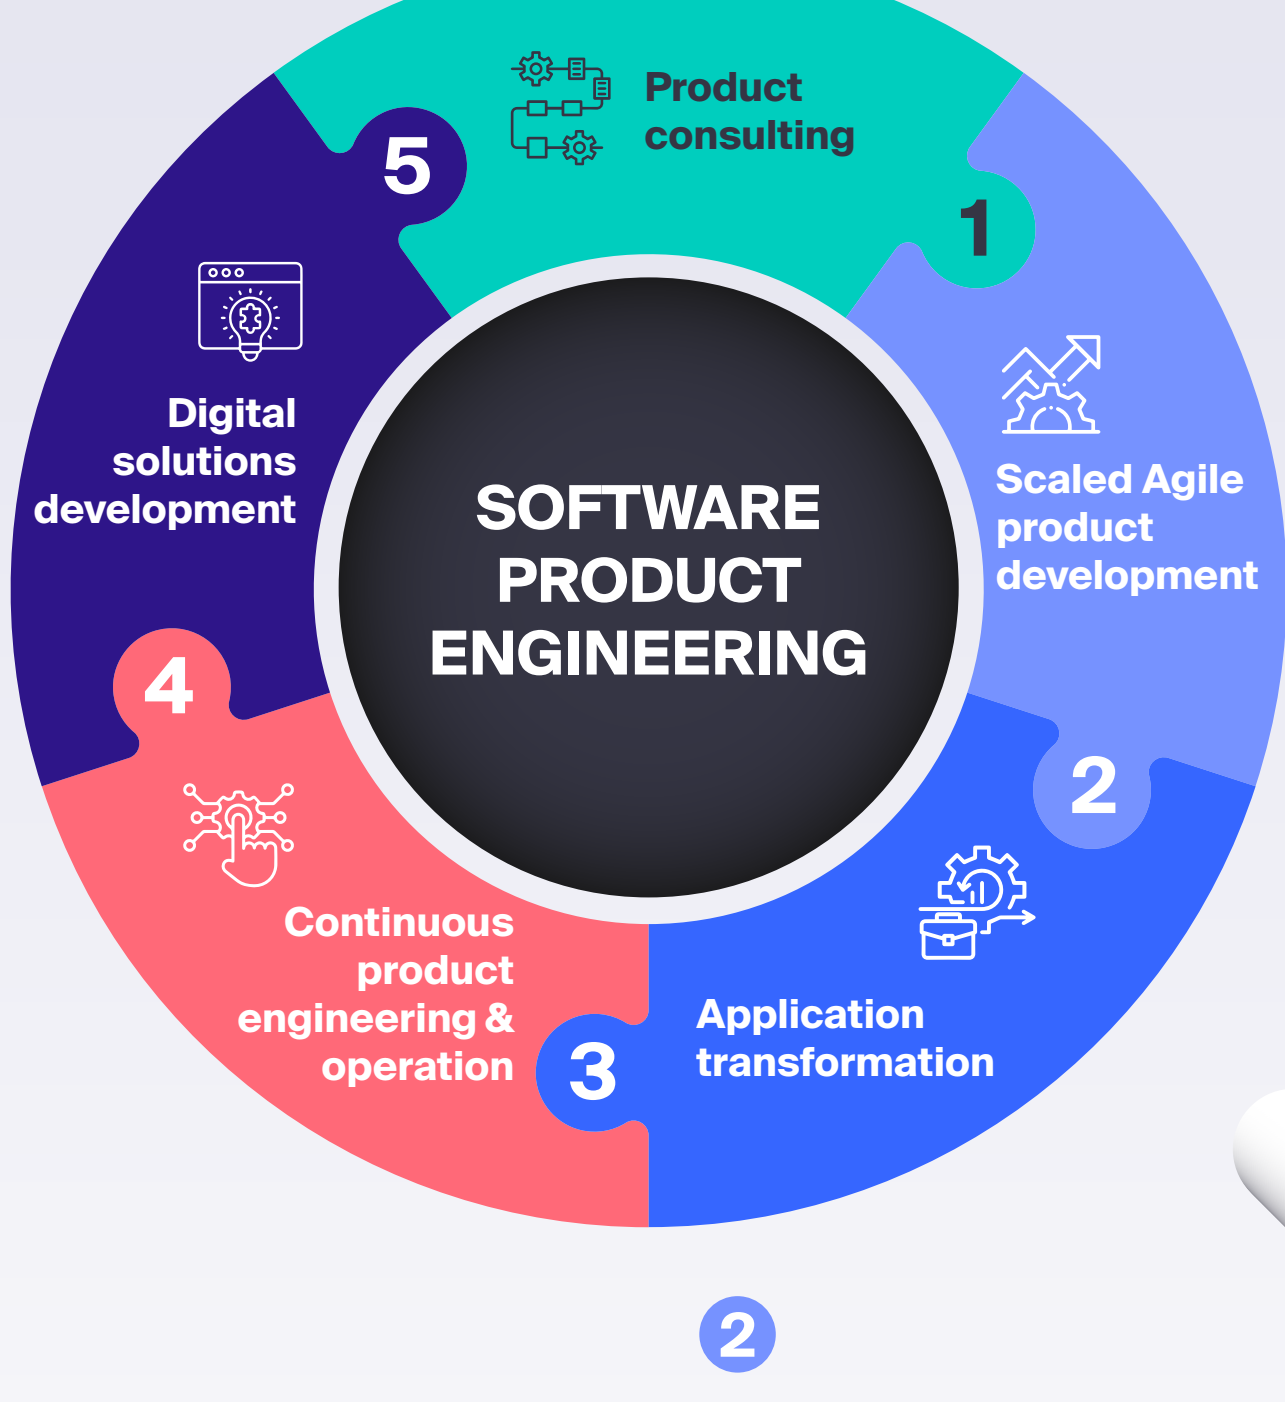 Product
consulting
1
Scaled Agile
product
development
2
Application
transformation
3
Continuous
product
engineering &
operation
4
Digital
solutions
development
5
SOFTWARE
PRODUCT
ENGINEERING
2